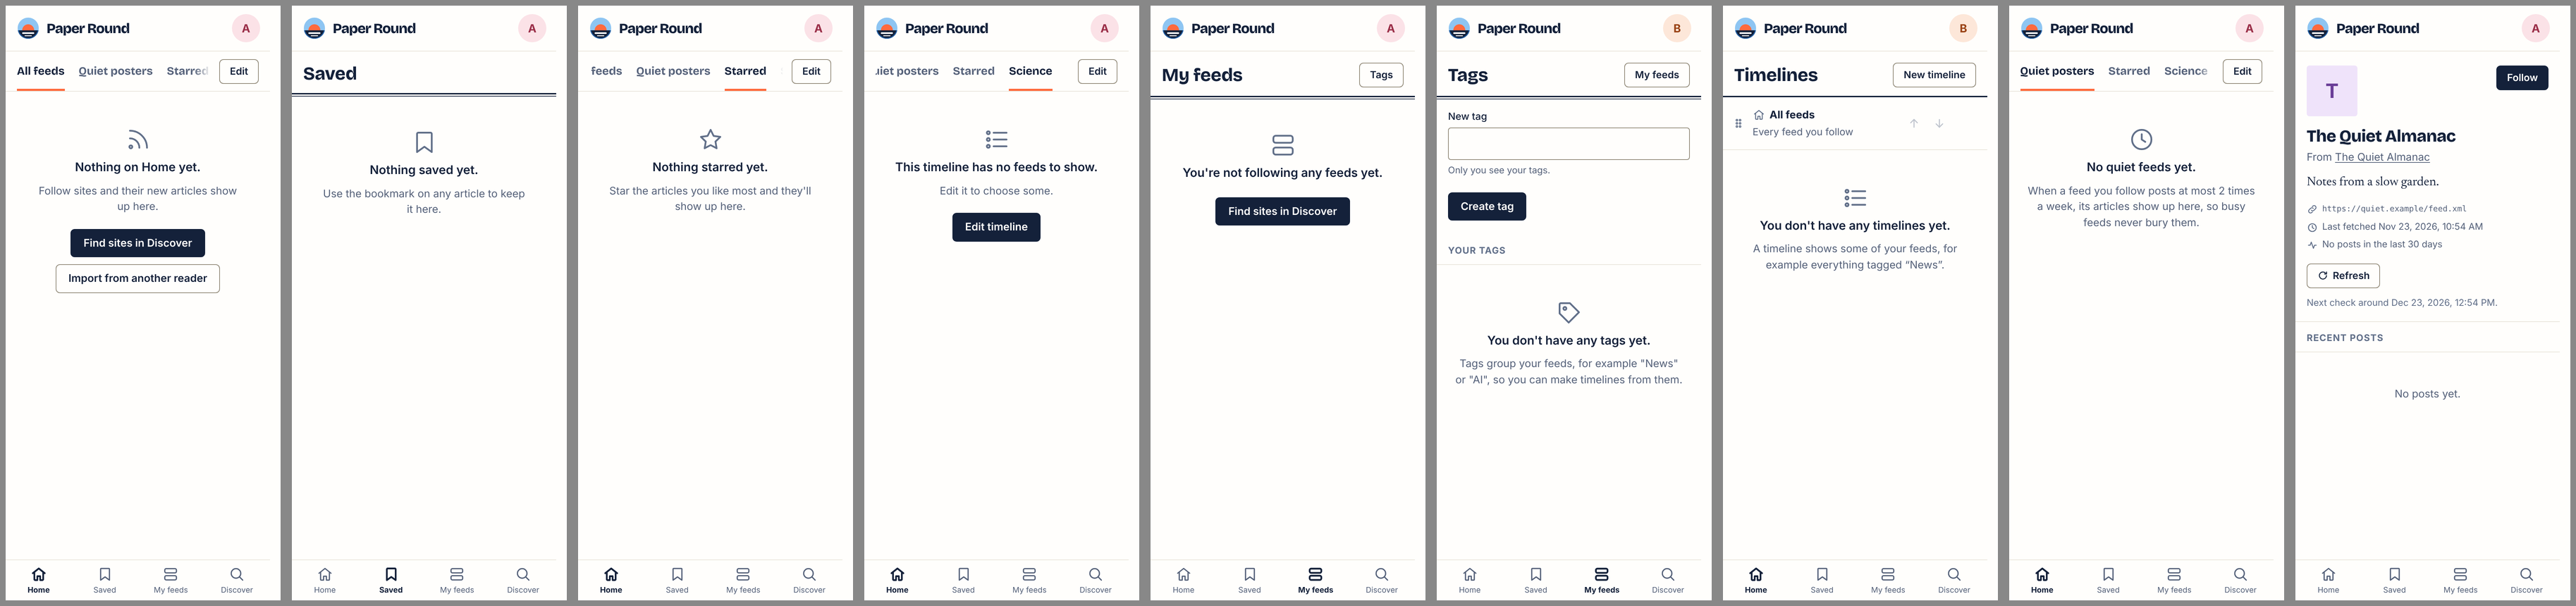 Paper Round
A
All feeds
Quiet posters
Starred
Edit
Nothing on Home yet.
Follow sites and their new articles show
up here.
Find sites in Discover
Import from another reader
Home
Saved
My feeds
Discover
Paper Round
A
Saved
Nothing saved yet.
Use the bookmark on any article to keep
it here.
Home
Saved
My feeds
Discover
Paper Round
A
feeds
Quiet posters
Starred
Edit
Nothing starred yet.
Star the articles you like most and they'll
show up here.
Home
Saved
My feeds
Discover
Paper Round
A
uiet posters
Starred
Science
Edit
This timeline has no feeds to show.
Edit it to choose some.
Edit timeline
Home
Saved
My feeds
Discover
Paper Round
A
My feeds
Tags
You're not following any feeds yet.
Find sites in Discover
Home
Saved
My feeds
Discover
Paper Round
B
Tags
My feeds
New tag
Only you see your tags.
Create tag
YOUR TAGS
You don't have any tags yet.
Tags group your feeds, for example "News"
or "AI", so you can make timelines from them.
Home
Saved
My feeds
Discover
Paper Round
B
Timelines
New timeline
All feeds
Every feed you follow
You don't have any timelines yet.
A timeline shows some of your feeds, for
example everything tagged “News”.
Home
Saved
My feeds
Discover
Paper Round
A
Quiet posters
Starred
Science
Edit
No quiet feeds yet.
When a feed you follow posts at most 2 times
a week, its articles show up here, so busy
feeds never bury them.
Home
Saved
My feeds
Discover
Paper Round
A
T
Follow
The Quiet Almanac
From The Quiet Almanac
Notes from a slow garden.
https://quiet.example/feed.xml
Last fetched Nov 23, 2026, 10:54 AM
No posts in the last 30 days
Refresh
Next check around Dec 23, 2026, 12:54 PM.
RECENT POSTS
No posts yet.
Home
Saved
My feeds
Discover